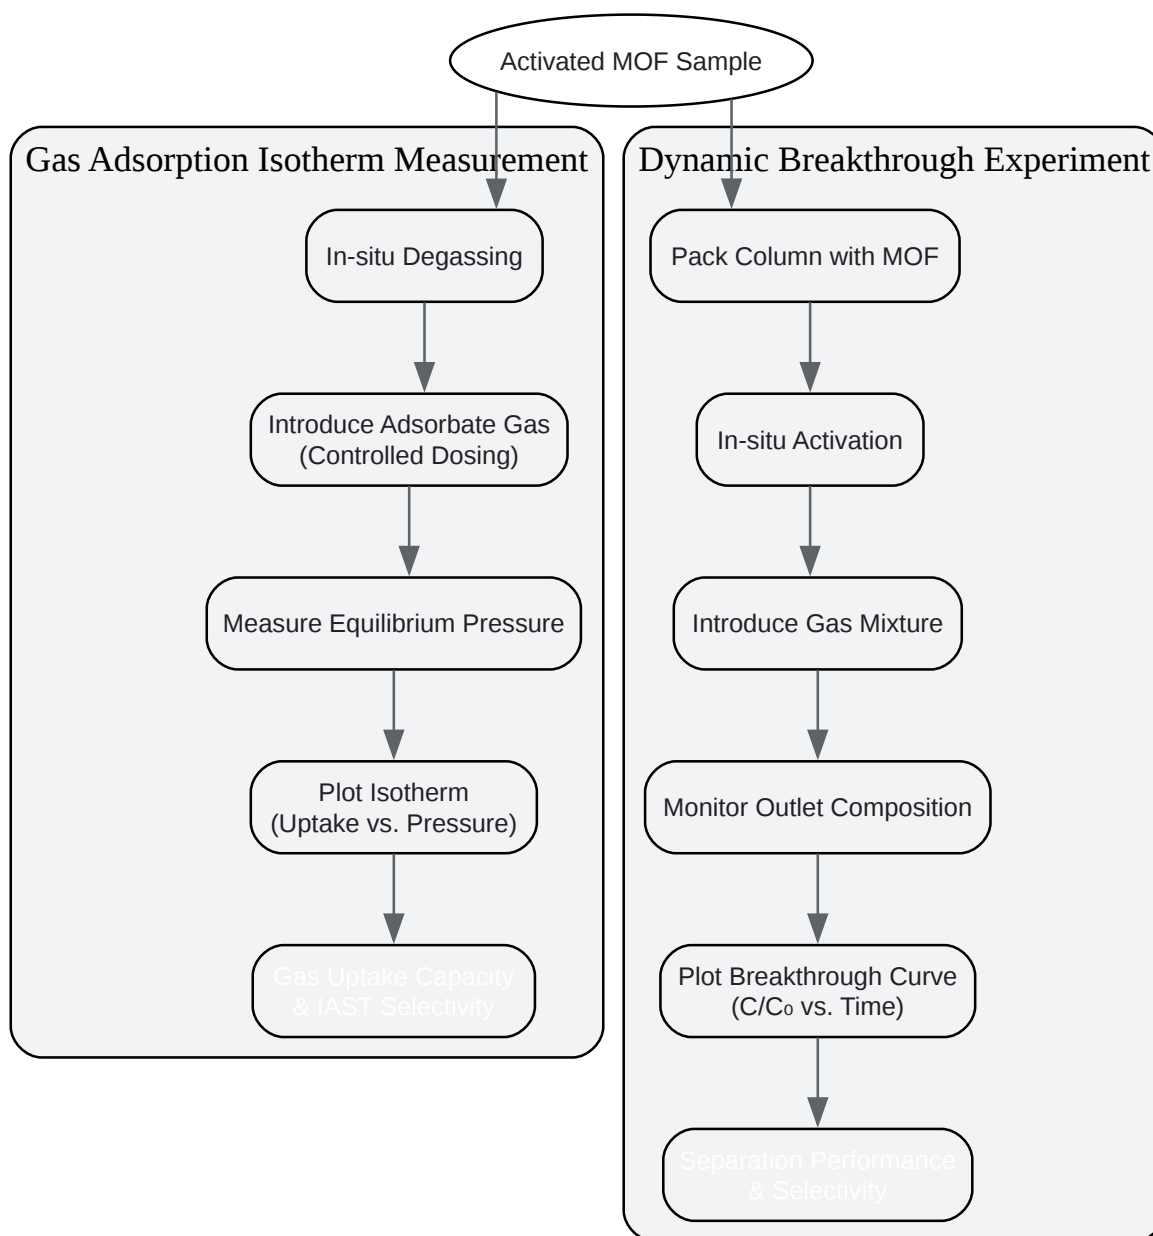 Activated MOF Sample
Gas Adsorption Isotherm Measurement
In-situ Degassing
Introduce Adsorbate Gas
(Controlled Dosing)
Measure Equilibrium Pressure
Plot Isotherm
(Uptake vs. Pressure)
Gas Uptake Capacity
& IAST Selectivity
Dynamic Breakthrough Experiment
Pack Column with MOF
In-situ Activation
Introduce Gas Mixture
Monitor Outlet Composition
Plot Breakthrough Curve
(C/C₀ vs. Time)
Separation Performance
& Selectivity